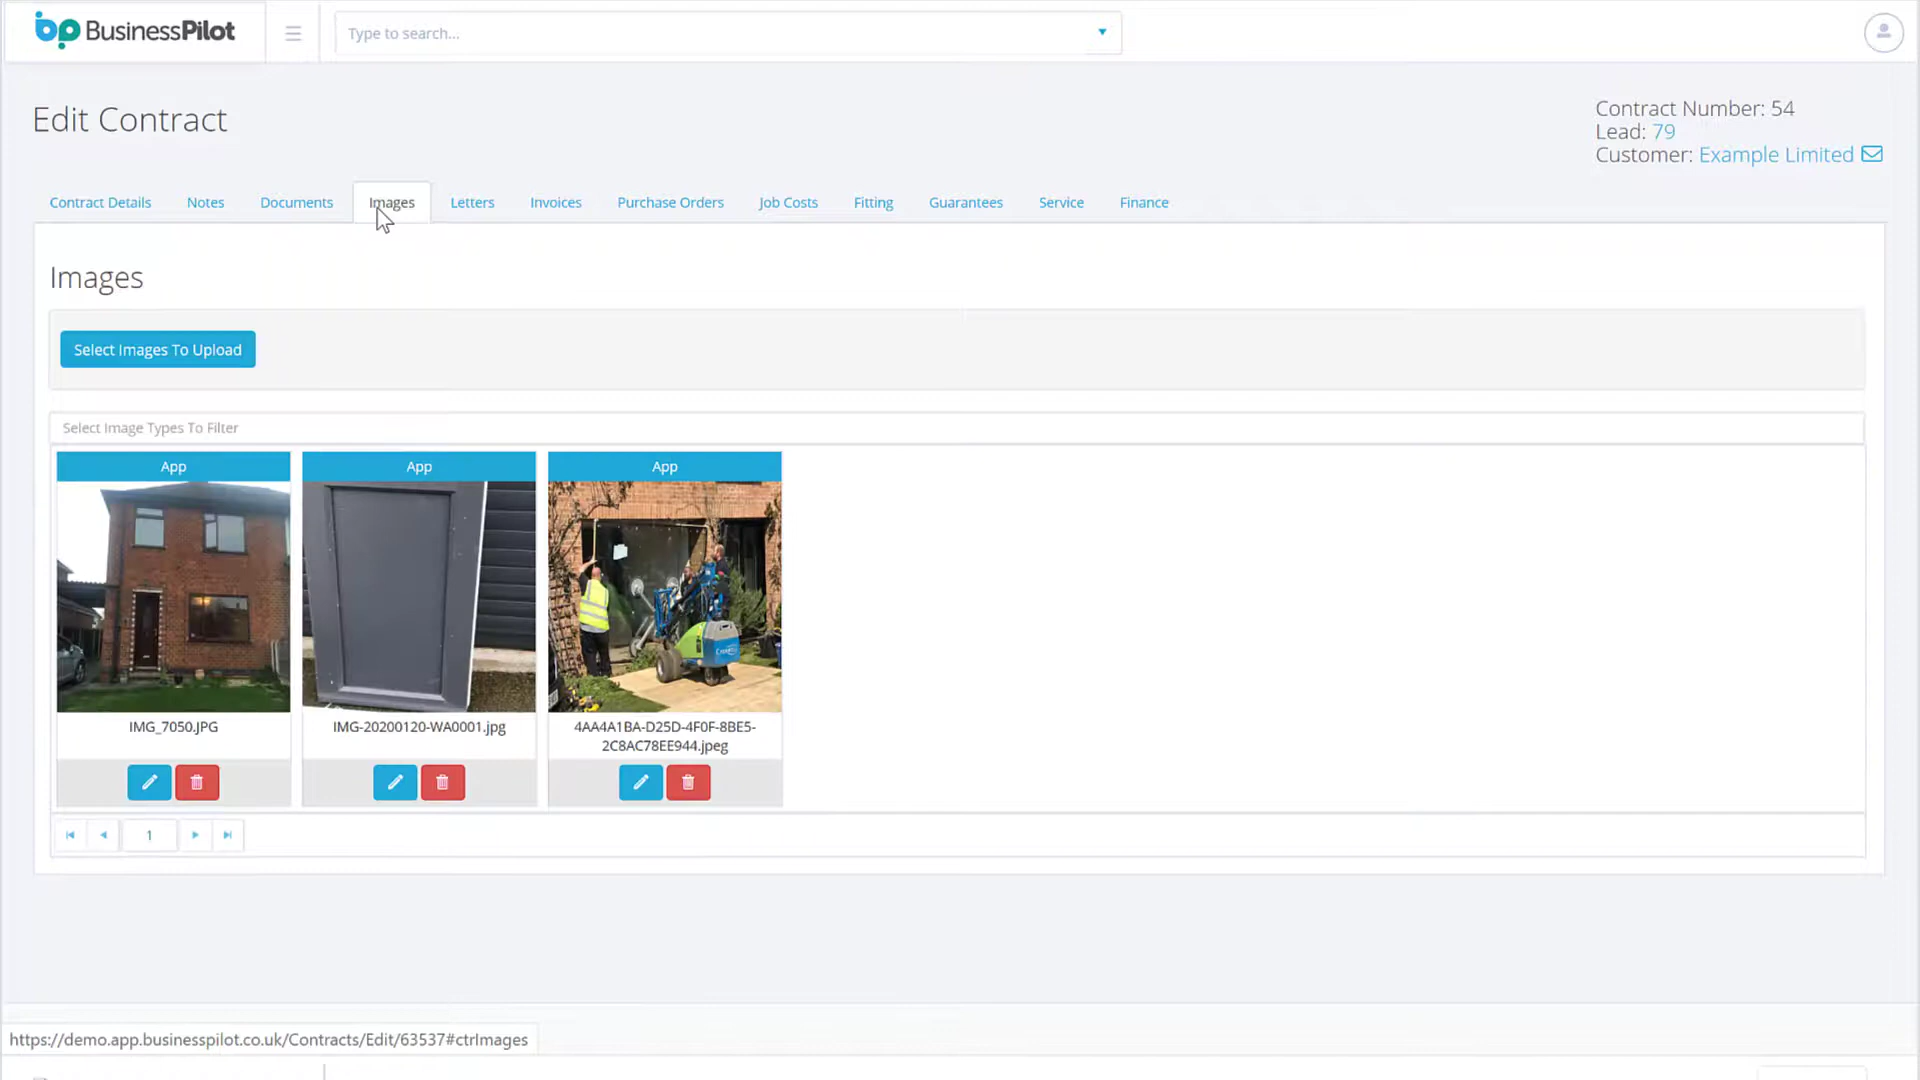 bp BusinessPilot
Type to search...
Edit Contract
Contract Number: 54
Lead: 79
Customer: Example Limited
Contract Details Notes Documents Images Letters Invoices Purchase Orders Job Costs Fitting Guarantees Service Finance
Images
Select Images To Upload
Select Image Types To Filter
App App App
IMG_7050.JPG IMG-20200120-WA0001.jpg 4AA4A1BA-D25D-4F0F-8BE5-
2C8AC78EE944.jpeg
1
https://demo.app.businesspilot.co.uk/Contracts/Edit/63537#ctrImages